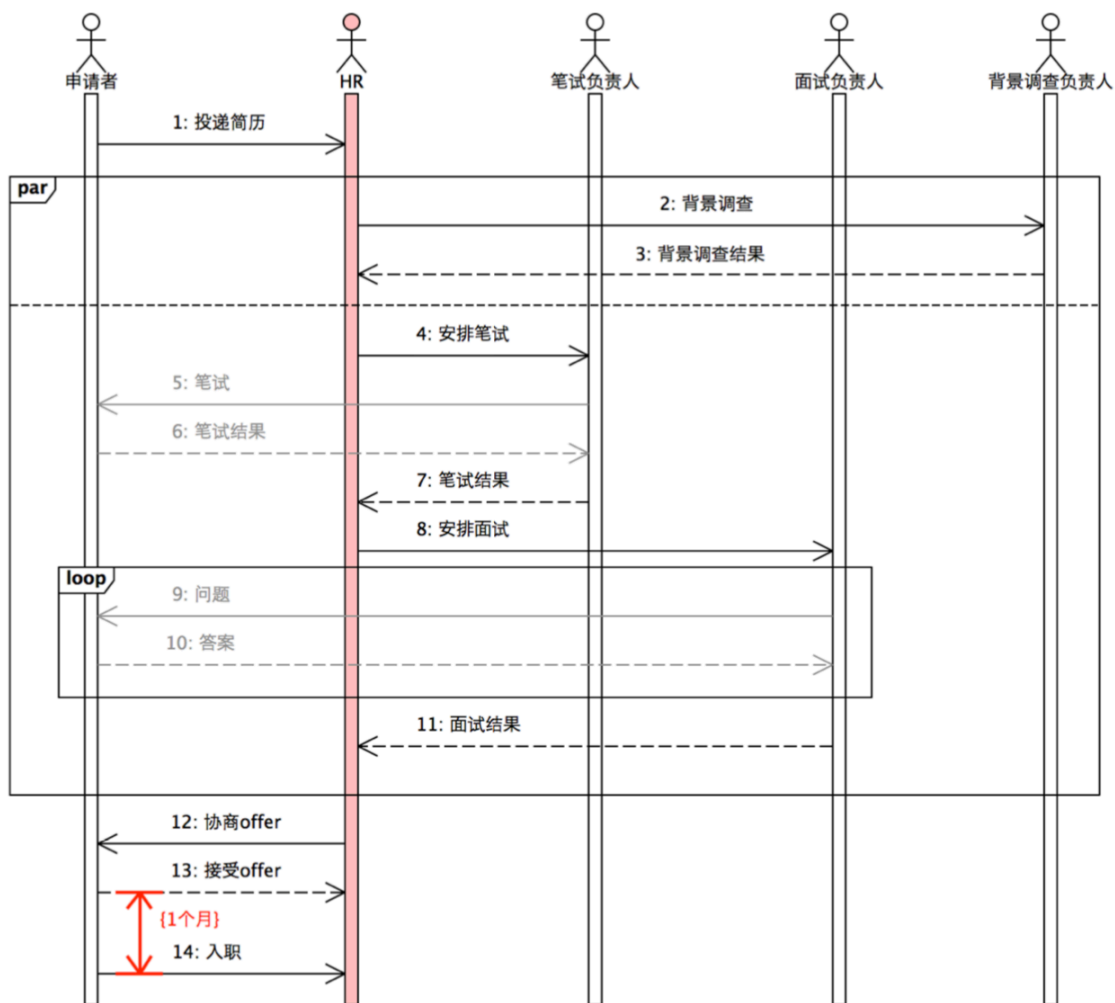 申请者
HR
笔试负责人
面试负责人
背景调查负责人
1: 投递简历
par
2: 背景调查
3: 背景调查结果
4: 安排笔试
5: 笔试
6: 笔试结果
7: 笔试结果
8: 安排面试
loop
9: 问题
10: 答案
11: 面试结果
12: 协商offer
13: 接受offer
{1个月}
14: 入职